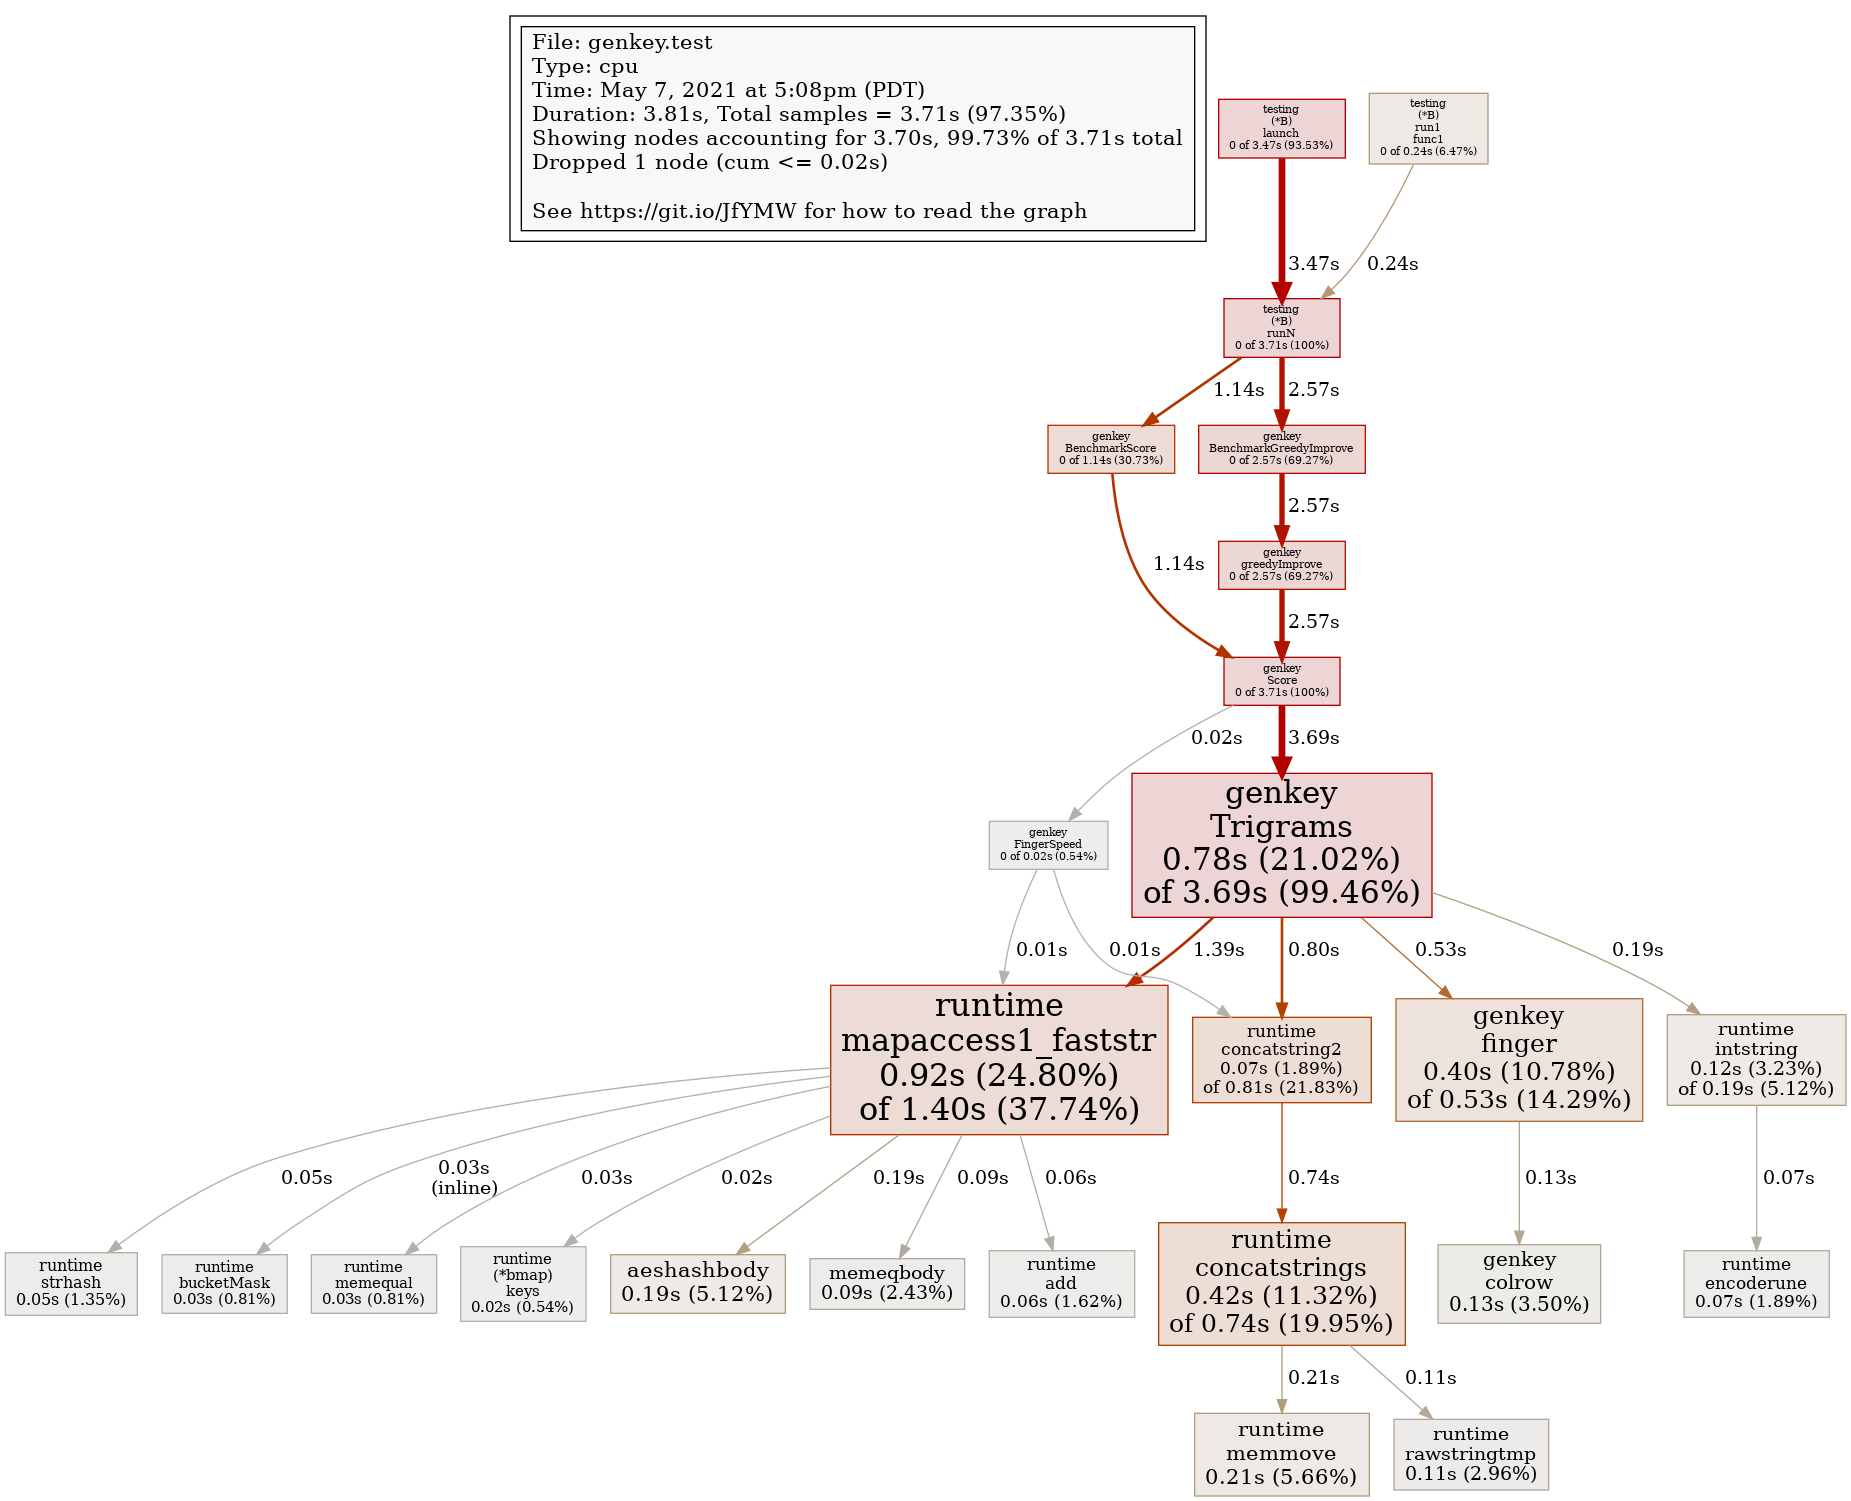 File: genkey.test
Type: cpu
Time: May 7, 2021 at 5:08pm (PDT)
Duration: 3.81s, Total samples = 3.71s (97.35%)
Showing nodes accounting for 3.70s, 99.73% of 3.71s total
Dropped 1 node (cum <= 0.02s)
See https://git.io/JfYMW for how to read the graph
testing
(*B)
launch
0 of 3.47s (93.53%)
testing
(*B)
run1
func1
0 of 0.24s (6.47%)
3.47s
0.24s
testing
(*B)
runN
0 of 3.71s (100%)
1.14s
2.57s
genkey
BenchmarkScore
0 of 1.14s (30.73%)
genkey
BenchmarkGreedyImprove
0 of 2.57s (69.27%)
2.57s
1.14s
genkey
greedyImprove
0 of 2.57s (69.27%)
2.57s
genkey
Score
0 of 3.71s (100%)
0.02s
3.69s
genkey
FingerSpeed
0 of 0.02s (0.54%)
genkey
Trigrams
0.78s (21.02%)
of 3.69s (99.46%)
0.01s
0.01s
1.39s
0.80s
0.53s
0.19s
runtime
mapaccess1_faststr
0.92s (24.80%)
of 1.40s (37.74%)
runtime
concatstring2
0.07s (1.89%)
of 0.81s (21.83%)
genkey
finger
0.40s (10.78%)
of 0.53s (14.29%)
runtime
intstring
0.12s (3.23%)
of 0.19s (5.12%)
0.05s
0.03s
(inline)
0.03s
0.02s
0.19s
0.09s
0.06s
0.74s
0.13s
0.07s
runtime
strhash
0.05s (1.35%)
runtime
bucketMask
0.03s (0.81%)
runtime
memequal
0.03s (0.81%)
runtime
(*bmap)
keys
0.02s (0.54%)
aeshashbody
0.19s (5.12%)
memeqbody
0.09s (2.43%)
runtime
add
0.06s (1.62%)
runtime
concatstrings
0.42s (11.32%)
of 0.74s (19.95%)
genkey
colrow
0.13s (3.50%)
runtime
encoderune
0.07s (1.89%)
0.21s
0.11s
runtime
memmove
0.21s (5.66%)
runtime
rawstringtmp
0.11s (2.96%)